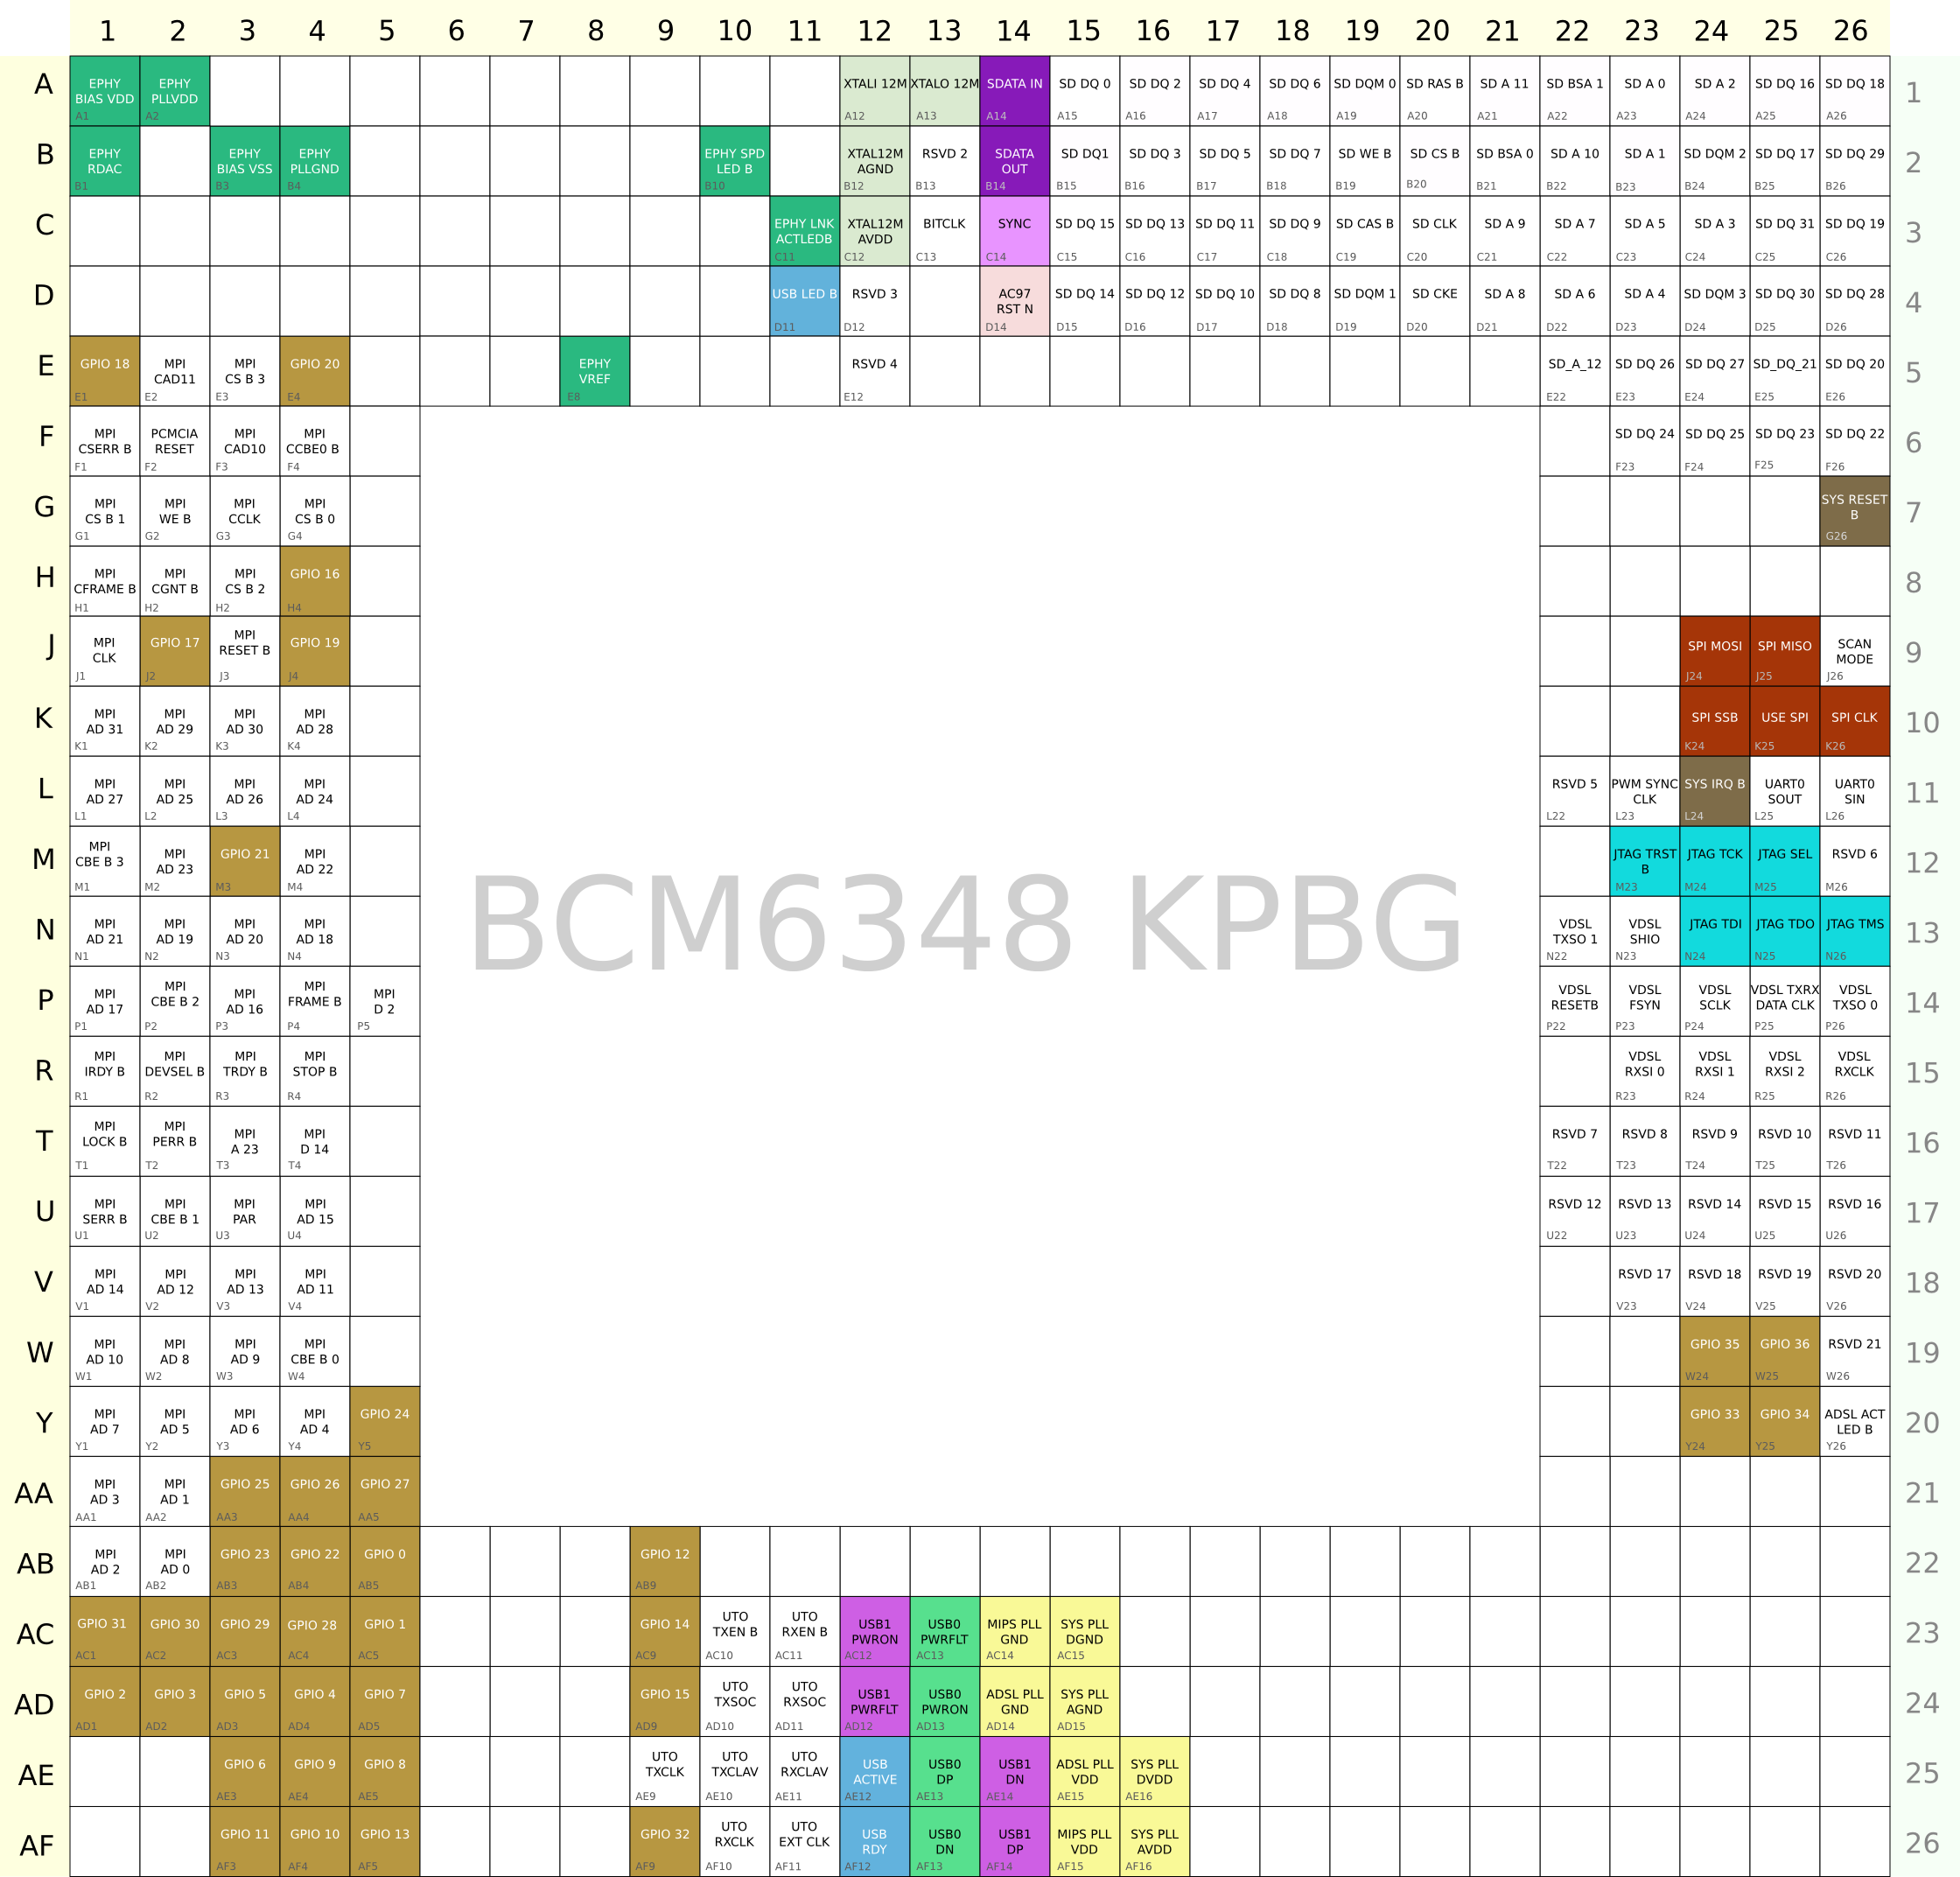 1 2 3 4 5 6 7 8 9 10 11 12 13 14 15 16 17 18 19 20 21 22 23 24 25 26
A EPHY EPHY XTALI 12M XTALO 12M SDATA IN SD DQ 0 SD DQ 2 SD DQ 4 SD DQ 6 SD DQM 0 SD RAS B SD A 11 SD BSA 1 SD A 0 SD A 2 SD DQ 16 SD DQ 18 1
BIAS VDD PLLVDD
A1 A2 A12 A13 A14 A15 A16 A17 A18 A19 A20 A21 A22 A23 A24 A25 A26
B EPHY EPHY EPHY EPHY SPD XTAL12M RSVD 2 SDATA SD DQ1 SD DQ 3 SD DQ 5 SD DQ 7 SD WE B SD CS B SD BSA 0 SD A 10 SD A 1 SD DQM 2 SD DQ 17 SD DQ 29 2
RDAC BIAS VSS PLLGND LED B AGND OUT
B1 B3 B4 B10 B12 B13 B14 B15 B16 B17 B18 B19 B20 B21 B22 B23 B24 B25 B26
C EPHY LNK XTAL12M BITCLK SYNC SD DQ 15 SD DQ 13 SD DQ 11 SD DQ 9 SD CAS B SD CLK SD A 9 SD A 7 SD A 5 SD A 3 SD DQ 31 SD DQ 19 3
ACTLEDB AVDD
C11 C12 C13 C14 C15 C16 C17 C18 C19 C20 C21 C22 C23 C24 C25 C26
D USB LED B RSVD 3 AC97 SD DQ 14 SD DQ 12 SD DQ 10 SD DQ 8 SD DQM 1 SD CKE SD A 8 SD A 6 SD A 4 SD DQM 3 SD DQ 30 SD DQ 28 4
RST N
D11 D12 D14 D15 D16 D17 D18 D19 D20 D21 D22 D23 D24 D25 D26
E GPIO 18 MPI MPI GPIO 20 EPHY RSVD 4 SD_A_12 SD DQ 26 SD DQ 27 SD_DQ_21 SD DQ 20 5
CAD11 CS B 3 VREF
E1 E2 E3 E4 E8 E12 E22 E23 E24 E25 E26
F MPI PCMCIA MPI MPI SD DQ 24 SD DQ 25 SD DQ 23 SD DQ 22 6
CSERR B RESET CAD10 CCBE0 B
F1 F2 F3 F4 F23 F24 F25 F26
G MPI MPI MPI MPI SYS RESET 7
CS B 1 WE B CCLK CS B 0 B
G1 G2 G3 G4 G26
H MPI MPI MPI GPIO 16 8
CFRAME B CGNT B CS B 2
H1 H2 H2 H4
J MPI GPIO 17 MPI GPIO 19 SPI MOSI SPI MISO SCAN 9
CLK RESET B MODE
J1 J2 J3 J4 J24 J25 J26
K MPI MPI MPI MPI SPI SSB USE SPI SPI CLK 10
AD 31 AD 29 AD 30 AD 28
K1 K2 K3 K4 K24 K25 K26
L MPI MPI MPI MPI RSVD 5 PWM SYNC SYS IRQ B UART0 UART0 11
AD 27 AD 25 AD 26 AD 24 CLK SOUT SIN
L1 L2 L3 L4 L22 L23 L24 L25 L26
M MPI MPI GPIO 21 MPI JTAG TRST JTAG TCK JTAG SEL RSVD 6 12
CBE B 3 AD 23 AD 22 B
M1 M2 M3 M4 M23 M24 M25 M26
BCM6348 KPBG
N MPI MPI MPI MPI VDSL VDSL JTAG TDI JTAG TDO JTAG TMS 13
AD 21 AD 19 AD 20 AD 18 TXSO 1 SHIO
N1 N2 N3 N4 N22 N23 N24 N25 N26
P MPI MPI MPI MPI MPI VDSL VDSL VDSL VDSL TXRX VDSL 14
AD 17 CBE B 2 AD 16 FRAME B D 2 RESETB FSYN SCLK DATA CLK TXSO 0
P1 P2 P3 P4 P5 P22 P23 P24 P25 P26
R MPI MPI MPI MPI VDSL VDSL VDSL VDSL 15
IRDY B DEVSEL B TRDY B STOP B RXSI 0 RXSI 1 RXSI 2 RXCLK
R1 R2 R3 R4 R23 R24 R25 R26
T MPI MPI MPI MPI RSVD 7 RSVD 8 RSVD 9 RSVD 10 RSVD 11 16
LOCK B PERR B A 23 D 14
T1 T2 T3 T4 T22 T23 T24 T25 T26
U MPI MPI MPI MPI RSVD 12 RSVD 13 RSVD 14 RSVD 15 RSVD 16 17
SERR B CBE B 1 PAR AD 15
U1 U2 U3 U4 U22 U23 U24 U25 U26
V MPI MPI MPI MPI RSVD 17 RSVD 18 RSVD 19 RSVD 20 18
AD 14 AD 12 AD 13 AD 11
V1 V2 V3 V4 V23 V24 V25 V26
W MPI MPI MPI MPI GPIO 35 GPIO 36 RSVD 21 19
AD 10 AD 8 AD 9 CBE B 0
W1 W2 W3 W4 W24 W25 W26
Y MPI MPI MPI MPI GPIO 24 GPIO 33 GPIO 34 ADSL ACT 20
AD 7 AD 5 AD 6 AD 4 LED B
Y1 Y2 Y3 Y4 Y5 Y24 Y25 Y26
AA MPI MPI GPIO 25 GPIO 26 GPIO 27 21
AD 3 AD 1
AA1 AA2 AA3 AA4 AA5
AB MPI MPI GPIO 23 GPIO 22 GPIO 0 GPIO 12 22
AD 2 AD 0
AB1 AB2 AB3 AB4 AB5 AB9
AC GPIO 31 GPIO 30 GPIO 29 GPIO 28 GPIO 1 GPIO 14 UTO UTO USB1 USB0 MIPS PLL SYS PLL 23
TXEN B RXEN B PWRON PWRFLT GND DGND
AC1 AC2 AC3 AC4 AC5 AC9 AC10 AC11 AC12 AC13 AC14 AC15
AD GPIO 2 GPIO 3 GPIO 5 GPIO 4 GPIO 7 GPIO 15 UTO UTO USB1 USB0 ADSL PLL SYS PLL 24
TXSOC RXSOC PWRFLT PWRON GND AGND
AD1 AD2 AD3 AD4 AD5 AD9 AD10 AD11 AD12 AD13 AD14 AD15
AE GPIO 6 GPIO 9 GPIO 8 UTO UTO UTO USB USB0 USB1 ADSL PLL SYS PLL 25
TXCLK TXCLAV RXCLAV ACTIVE DP DN VDD DVDD
AE3 AE4 AE5 AE9 AE10 AE11 AE12 AE13 AE14 AE15 AE16
AF GPIO 11 GPIO 10 GPIO 13 GPIO 32 UTO UTO USB USB0 USB1 MIPS PLL SYS PLL 26
RXCLK EXT CLK RDY DN DP VDD AVDD
AF3 AF4 AF5 AF9 AF10 AF11 AF12 AF13 AF14 AF15 AF16